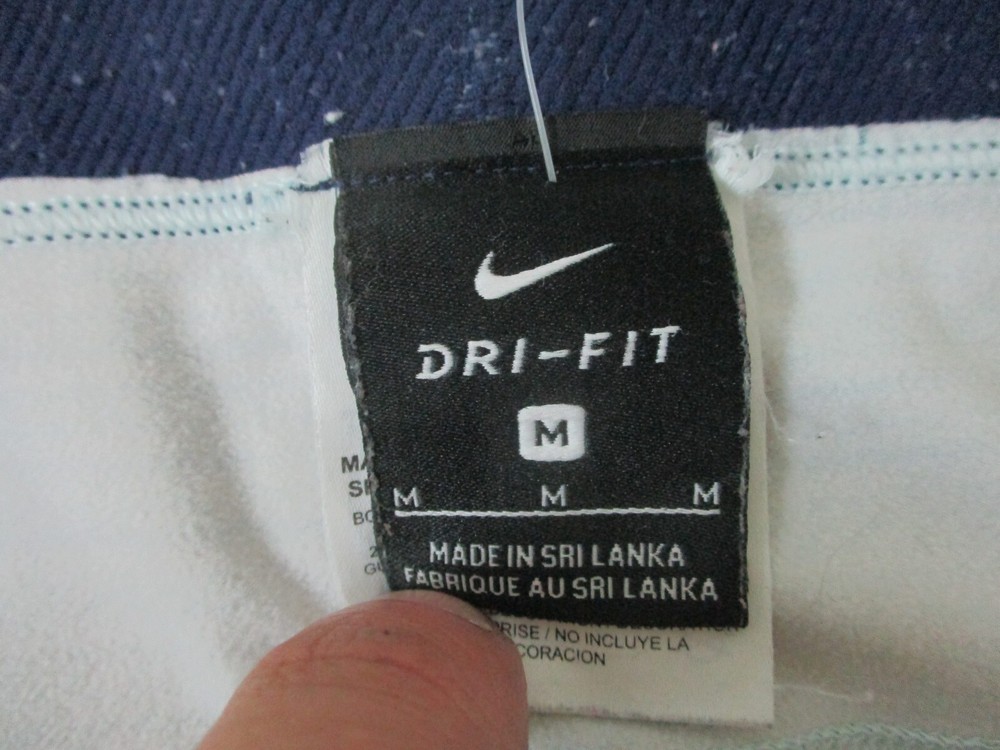 DRI-FIT
M
M M M
MADE IN SRI LANKA
FABRIQUE AU SRI LANKA
RISE / NO INCLUYE LA
CORACION